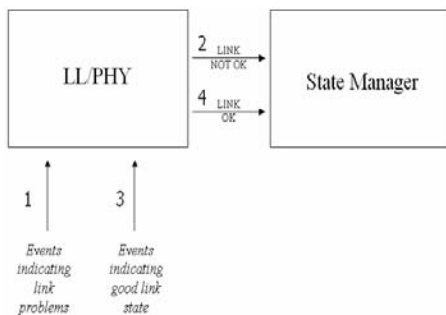 2 LINK
NOT OK
LL/PHY
State Manager
4 LINK
OK
1
3
Events
indicating
link
problems
Events
indicating
good link
state